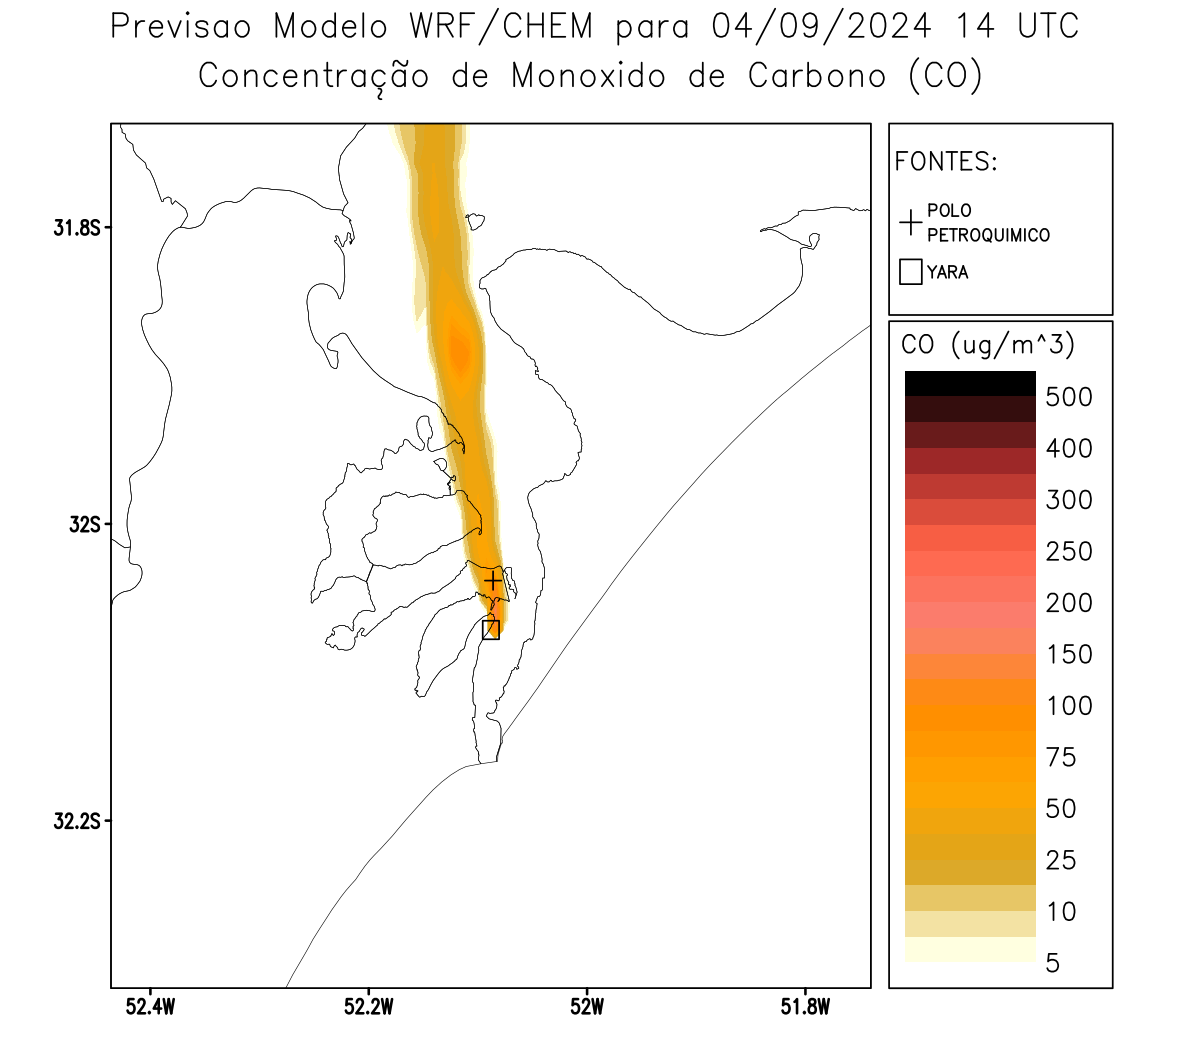 Previsao Modelo WRF/CHEM para 04/09/2024 14 UTC
Concentração de Monoxido de Carbono (CO)
FONTES:
POLO
PETROQUIMICO
YARA
CO (ug/m^3)
500
400
300
250
200
150
100
75
50
25
10
5
31.8S
32S
32.2S
52.4W
52.2W
52W
51.8W